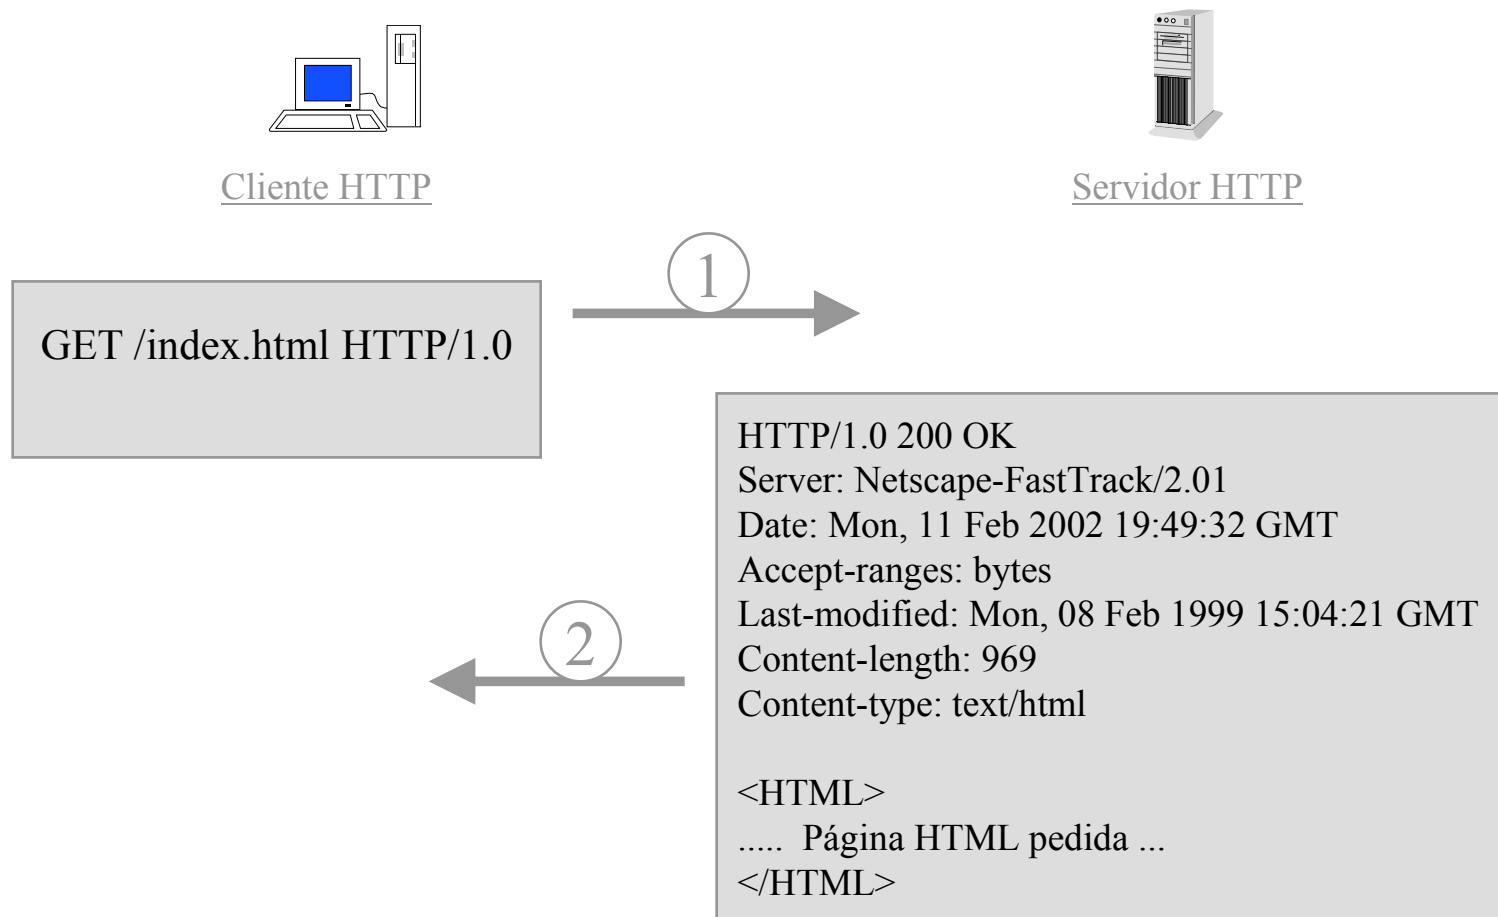 Cliente HTTP
Servidor HTTP
1
GET /index.html HTTP/1.0
HTTP/1.0 200 OK
Server: Netscape-FastTrack/2.01
Date: Mon, 11 Feb 2002 19:49:32 GMT
Accept-ranges: bytes
Last-modified: Mon, 08 Feb 1999 15:04:21 GMT
Content-length: 969
Content-type: text/html
2
<HTML>
..... Página HTML pedida ...
</HTML>